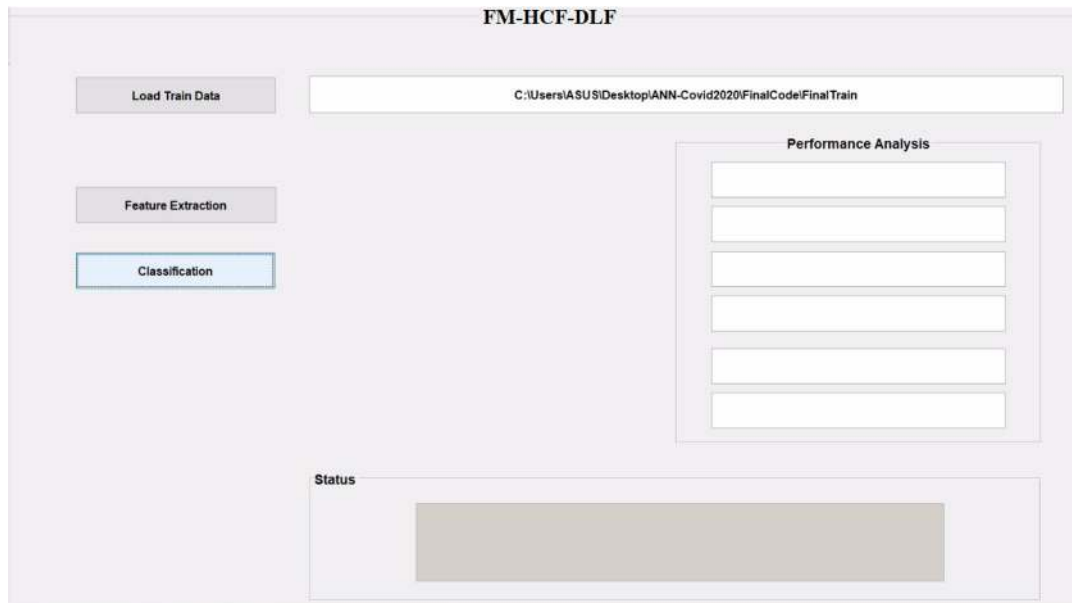 FM-HCF-DLF
Load Train Data
C:\Users\ASUS\Desktop\ANN-Covid2020\FinalCode\FinalTrain
Performance Analysis
Feature Extraction
Classification
Status